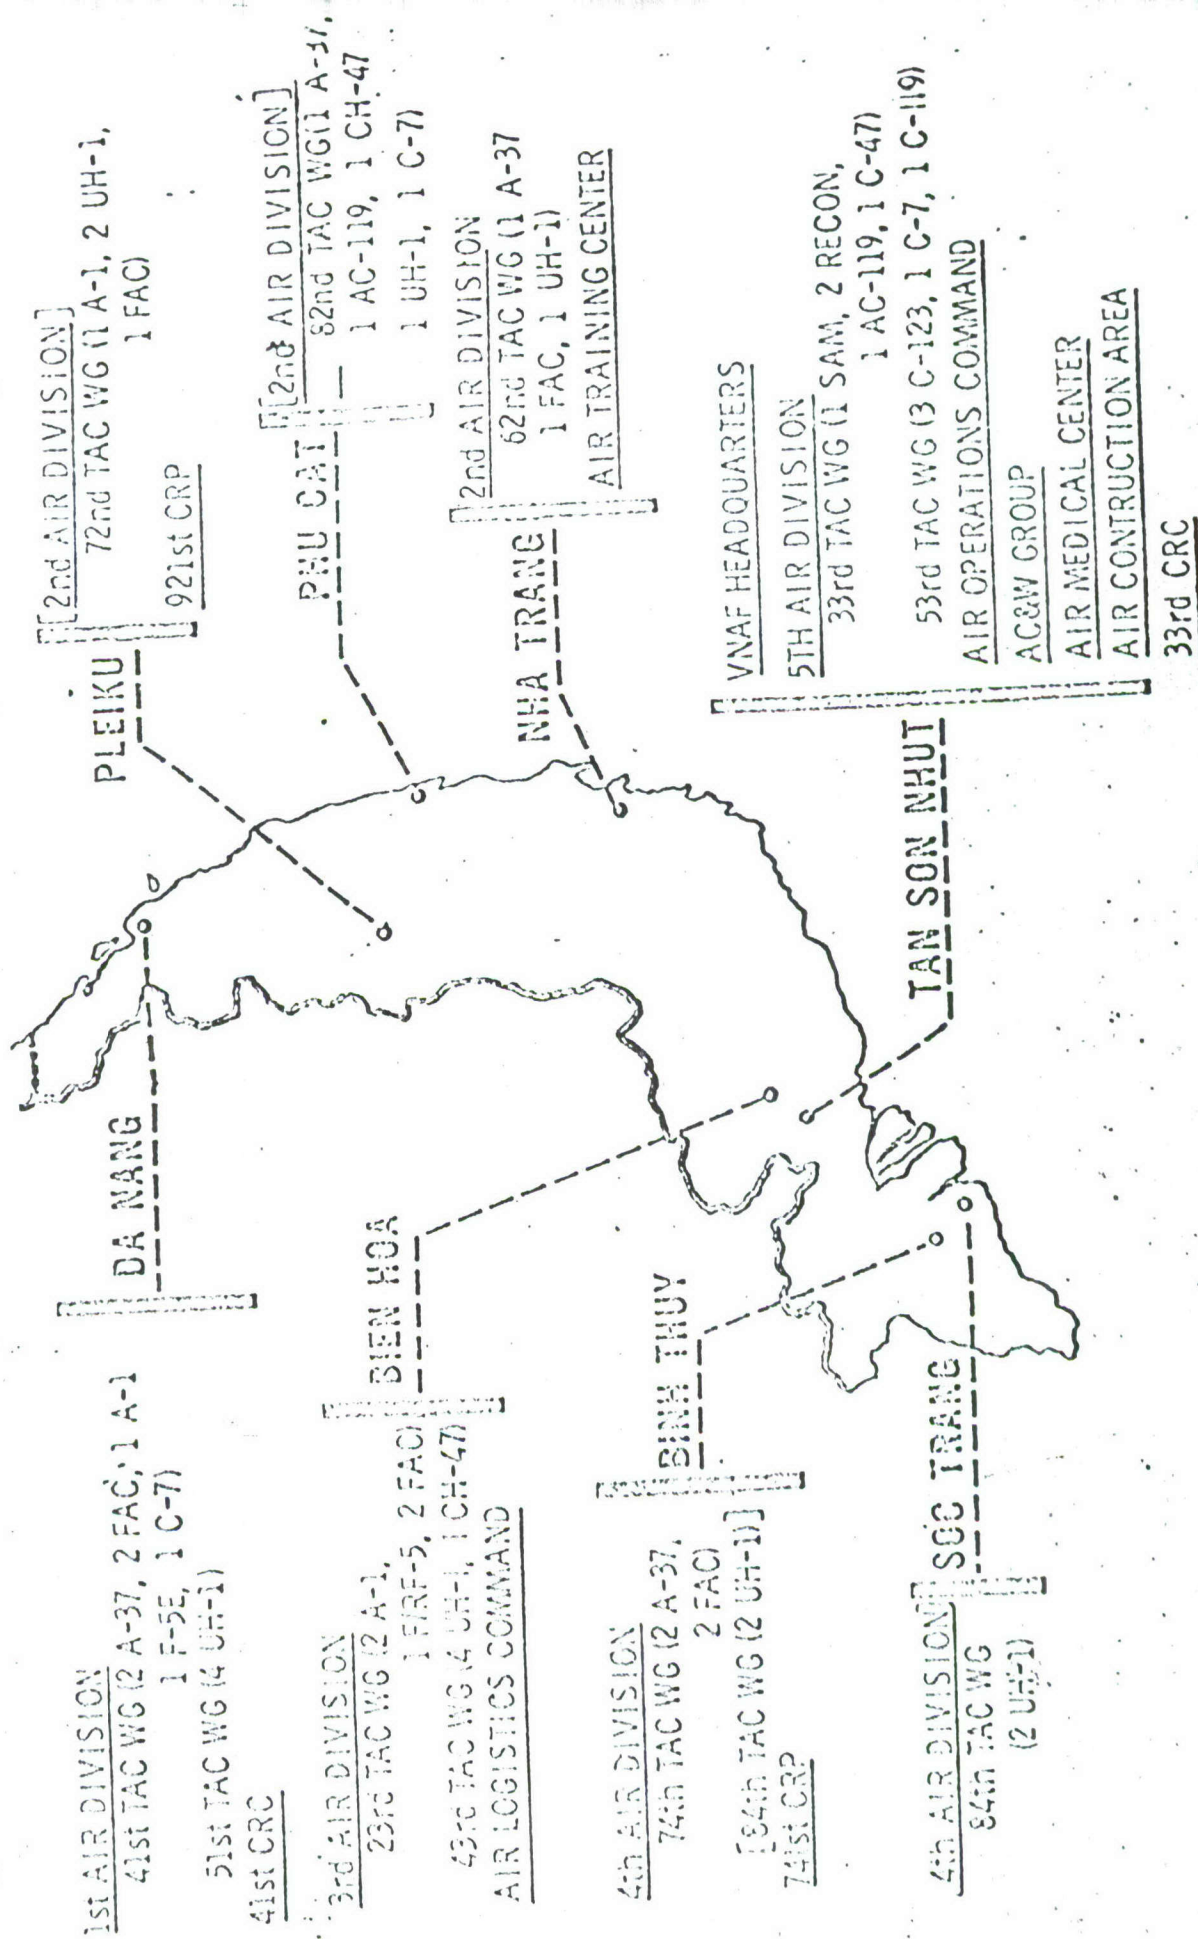 1st AIR DIVISION
41st TAC WG (2 A-37, 2 FAC, 1 A-1
1 F-5E, 1 C-7)
51st TAC WG (4 UH-1)
41st CRC
DA NANG
3rd AIR DIVISION
23rd TAC WG (2 A-1,
1 F/RF-5, 2 FAC)
43rd TAC WG (4 UH-1, 1 CH-47)
AIR LOGISTICS COMMAND
BIEN HOA
4th AIR DIVISION
74th TAC WG (2 A-37,
2 FAC)
[84th TAC WG (2 UH-1)]
741st CRP
BINH THUY
4th AIR DIVISION]
84th TAC WG
(2 UH-1)
SOC TRANG
PLEIKU
[2nd AIR DIVISION]
72nd TAC WG (1 A-1, 2 UH-1,
1 FAC)
921st CRP
PHU CAT
[2nd AIR DIVISION]
82nd TAC WG (1 A-37,
1 AC-119, 1 CH-47
1 UH-1, 1 C-7)
NHA TRANG
2nd AIR DIVISION
62nd TAC WG (1 A-37
1 FAC, 1 UH-1)
AIR TRAINING CENTER
TAN SON NHUT
VNAF HEADQUARTERS
5TH AIR DIVISION
33rd TAC WG (1 SAM, 2 RECON,
1 AC-119, 1 C-47)
53rd TAC WG (3 C-123, 1 C-7, 1 C-119)
AIR OPERATIONS COMMAND
AC&W GROUP
AIR MEDICAL CENTER
AIR CONTRUCTION AREA
33rd CRC